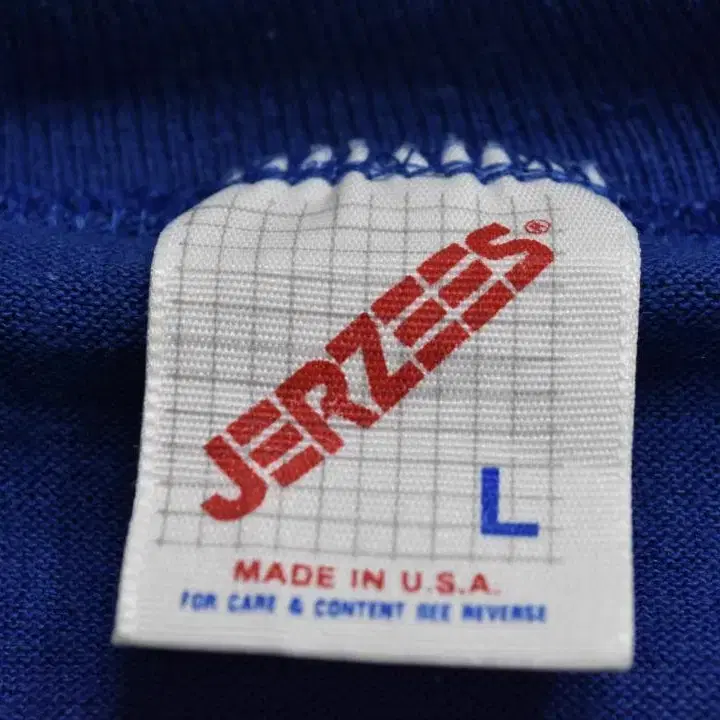 JERZEES®
L
MADE IN U.S.A.
FOR CARE & CONTENT SEE REVERSE